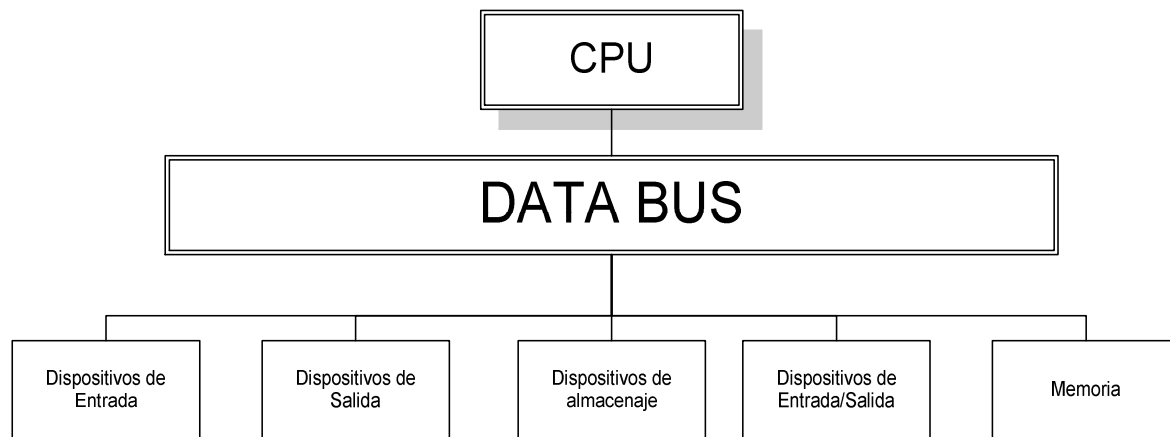 CPU
DATA BUS
Dispositivos de
Entrada
Dispositivos de
Salida
Dispositivos de
almacenaje
Dispositivos de
Entrada/Salida
Memoria